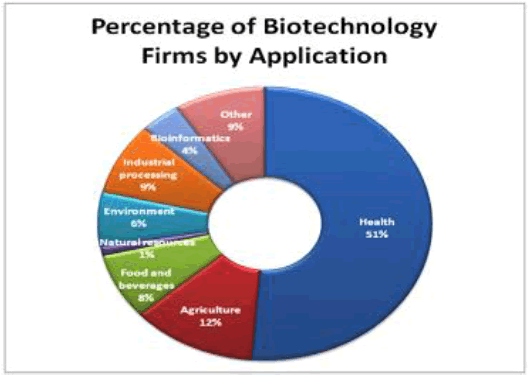 Percentage of Biotechnology
Firms by Application
Other
9%
Bioinformatics
4%
Industrial
processing
9%
Environment
6%
Natural resources
1%
Food and
beverages
8%
Agriculture
12%
Health
51%